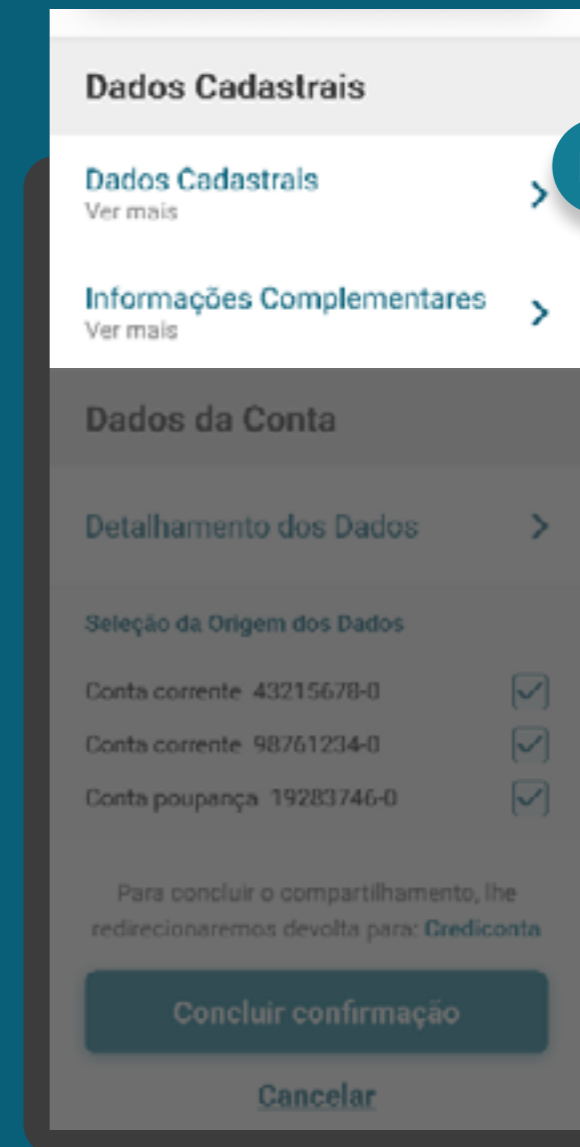 Dados Cadastrais
Dados Cadastrais
Ver mais
Informações Complementares
Ver mais
Dados da Conta
Detalhamento dos Dados
Seleção da Origem dos Dados
Conta corrente 43215678-0
Conta corrente 98761234-0
Conta poupança 19283746-0
Para concluir o compartilhamento, lhe
redirecionaremos devolta para: Crediconta
Concluir confirmação
Cancelar